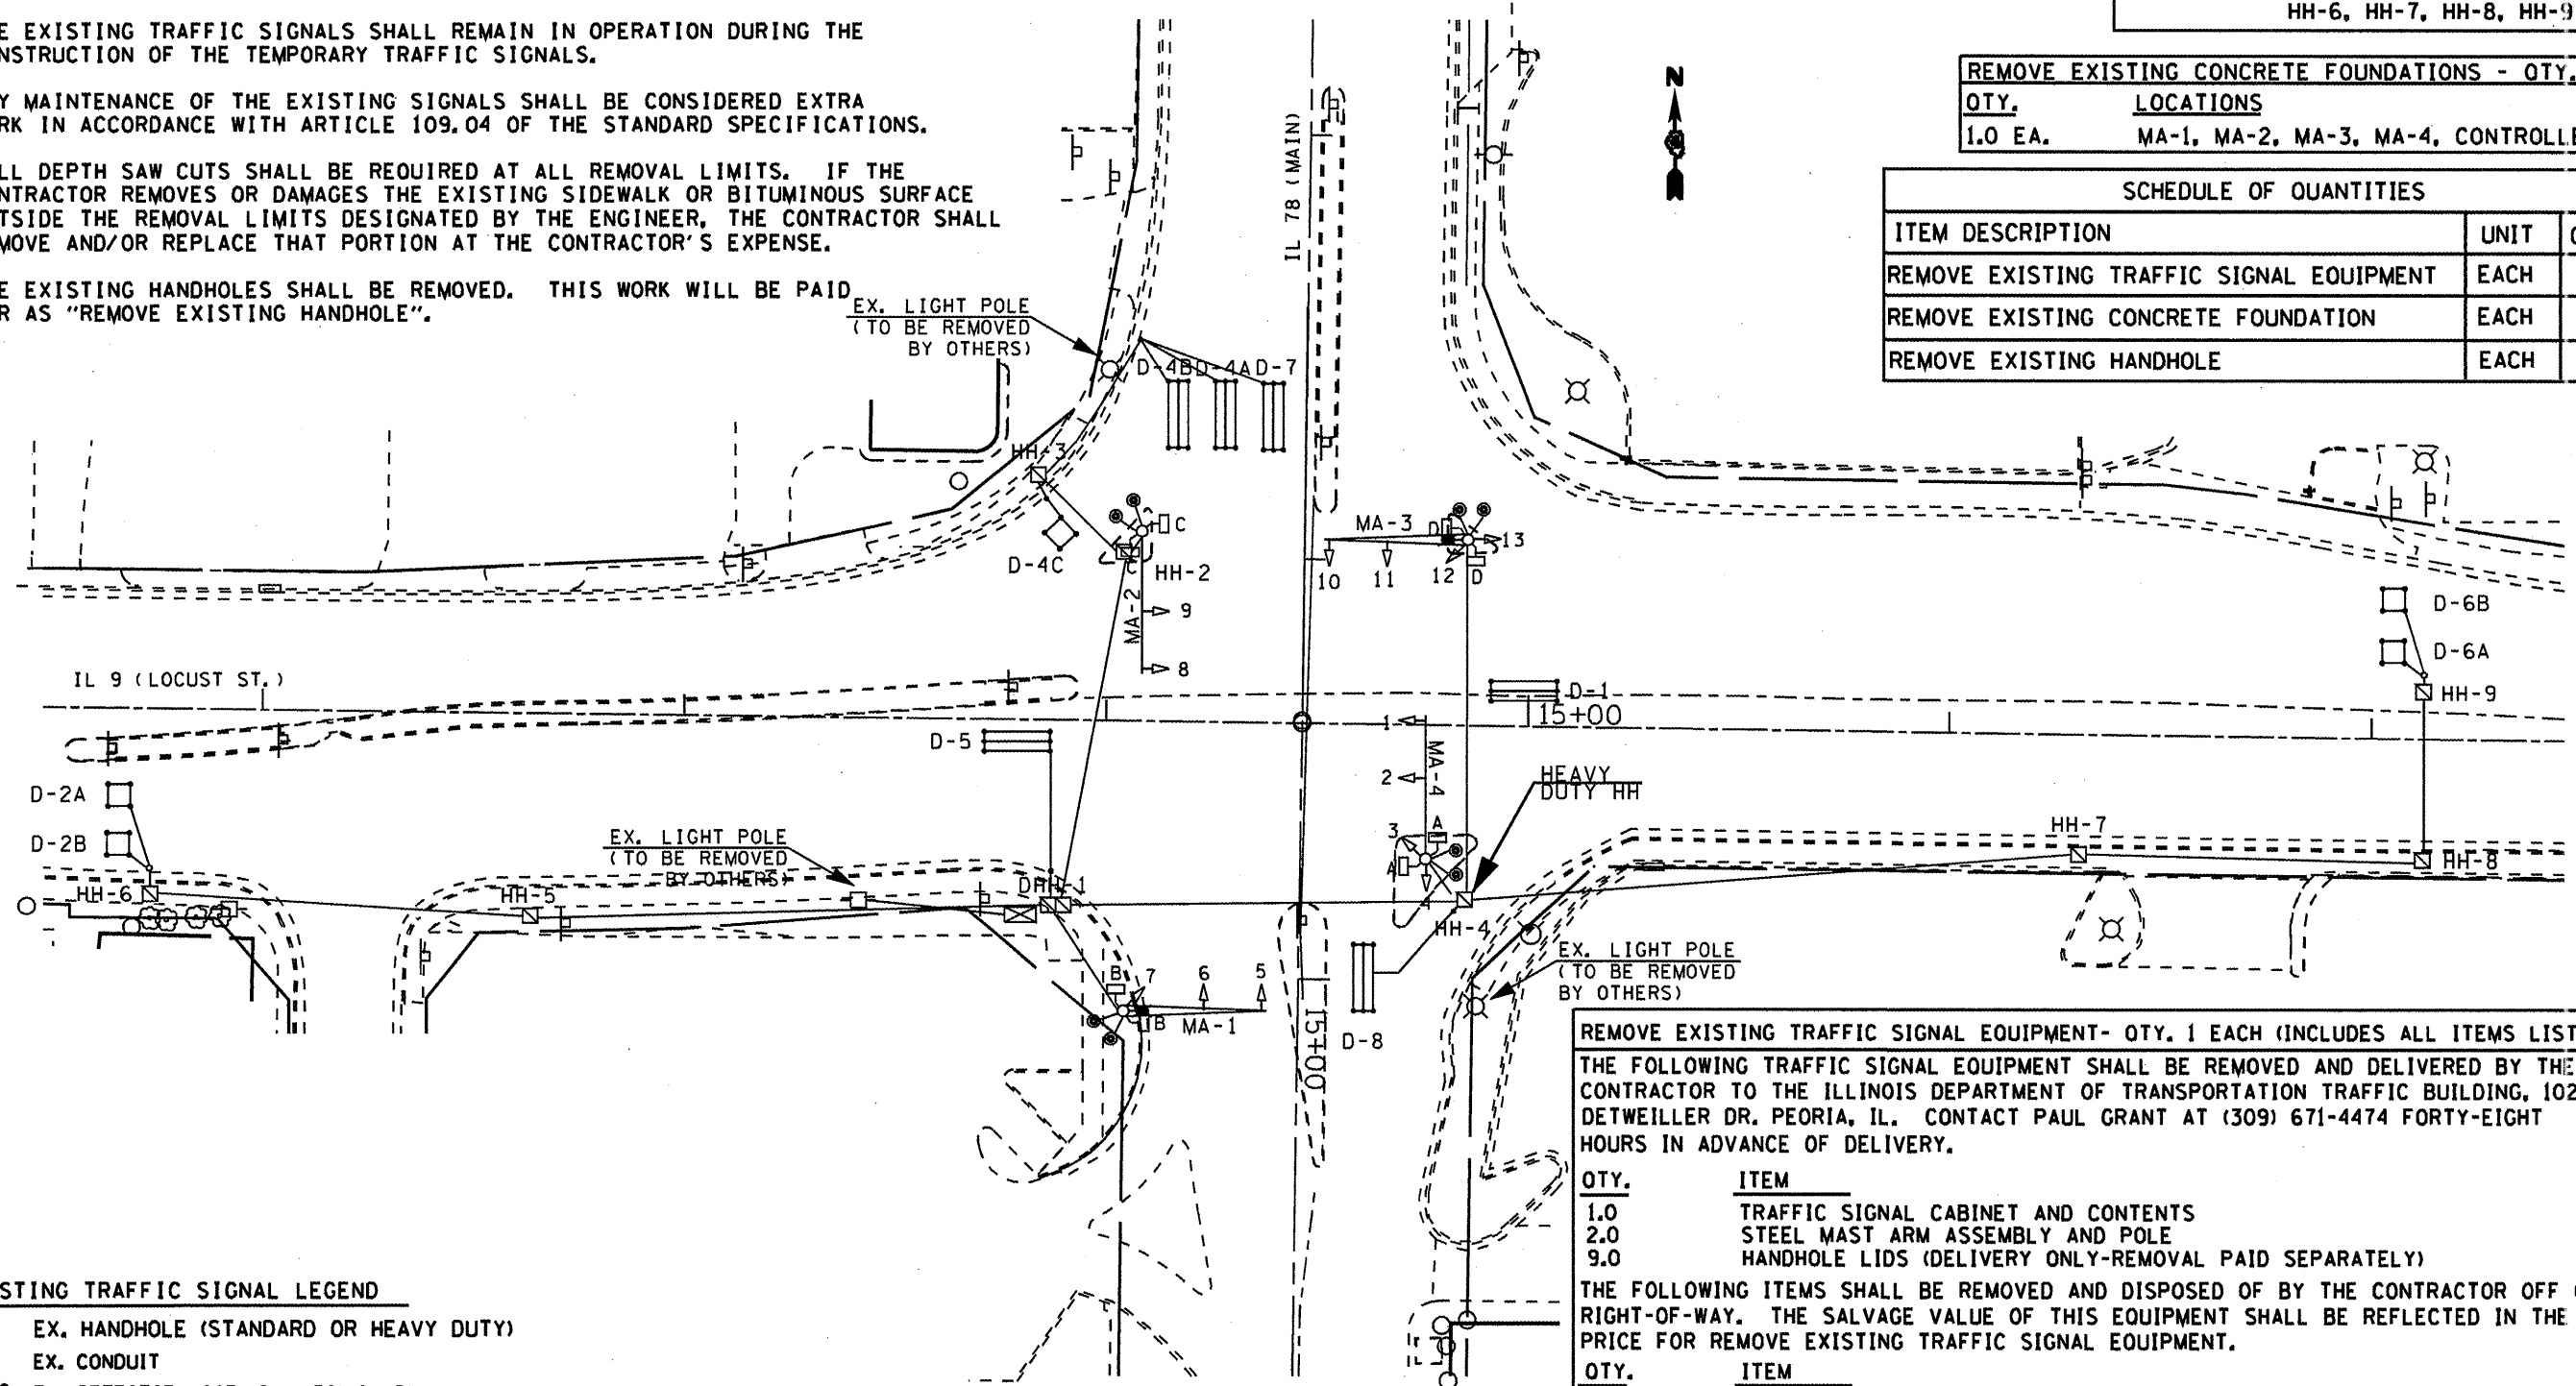 E EXISTING TRAFFIC SIGNALS SHALL REMAIN IN OPERATION DURING THE
NSTRUCTION OF THE TEMPORARY TRAFFIC SIGNALS.
Y MAINTENANCE OF THE EXISTING SIGNALS SHALL BE CONSIDERED EXTRA
RK IN ACCORDANCE WITH ARTICLE 109.04 OF THE STANDARD SPECIFICATIONS.
LL DEPTH SAW CUTS SHALL BE REQUIRED AT ALL REMOVAL LIMITS. IF THE
NTRACTOR REMOVES OR DAMAGES THE EXISTING SIDEWALK OR BITUMINOUS SURFACE
TSIDE THE REMOVAL LIMITS DESIGNATED BY THE ENGINEER, THE CONTRACTOR SHALL
MOVE AND/OR REPLACE THAT PORTION AT THE CONTRACTOR'S EXPENSE.
E EXISTING HANDHOLES SHALL BE REMOVED. THIS WORK WILL BE PAID
R AS "REMOVE EXISTING HANDHOLE".
HH-6, HH-7, HH-8, HH-9
REMOVE EXISTING CONCRETE FOUNDATIONS - QTY.
QTY. LOCATIONS
1.0 EA. MA-1, MA-2, MA-3, MA-4, CONTROLLE
SCHEDULE OF QUANTITIES
ITEM DESCRIPTION UNIT
REMOVE EXISTING TRAFFIC SIGNAL EQUIPMENT EACH
REMOVE EXISTING CONCRETE FOUNDATION EACH
REMOVE EXISTING HANDHOLE EACH
N
IL 78 (MAIN)
EX. LIGHT POLE
(TO BE REMOVED
BY OTHERS)
D-4B D-4A D-7
HH-3
D-4C
C
C
HH-2
MA-2
9
8
MA-3
D
13
10
11
12
D
D-6B
D-6A
HH-9
IL 9 (LOCUST ST.)
D-1
15+00
D-5
1
2
MA-4
3
A
A
4
HEAVY
DUTY HH
D-2A
D-2B
HH-6
HH-5
EX. LIGHT POLE
(TO BE REMOVED
BY OTHERS)
HH-7
HH-8
HH-4
B
7
6
5
B
MA-1
15+00
D-8
EX. LIGHT POLE
(TO BE REMOVED
BY OTHERS)
REMOVE EXISTING TRAFFIC SIGNAL EQUIPMENT- QTY. 1 EACH (INCLUDES ALL ITEMS LIST
THE FOLLOWING TRAFFIC SIGNAL EQUIPMENT SHALL BE REMOVED AND DELIVERED BY THE
CONTRACTOR TO THE ILLINOIS DEPARTMENT OF TRANSPORTATION TRAFFIC BUILDING, 102
DETWEILLER DR. PEORIA, IL. CONTACT PAUL GRANT AT (309) 671-4474 FORTY-EIGHT
HOURS IN ADVANCE OF DELIVERY.
QTY. ITEM
1.0 TRAFFIC SIGNAL CABINET AND CONTENTS
2.0 STEEL MAST ARM ASSEMBLY AND POLE
9.0 HANDHOLE LIDS (DELIVERY ONLY-REMOVAL PAID SEPARATELY)
THE FOLLOWING ITEMS SHALL BE REMOVED AND DISPOSED OF BY THE CONTRACTOR OFF
RIGHT-OF-WAY. THE SALVAGE VALUE OF THIS EQUIPMENT SHALL BE REFLECTED IN THE
PRICE FOR REMOVE EXISTING TRAFFIC SIGNAL EQUIPMENT.
QTY. ITEM
STING TRAFFIC SIGNAL LEGEND
EX. HANDHOLE (STANDARD OR HEAVY DUTY)
EX. CONDUIT